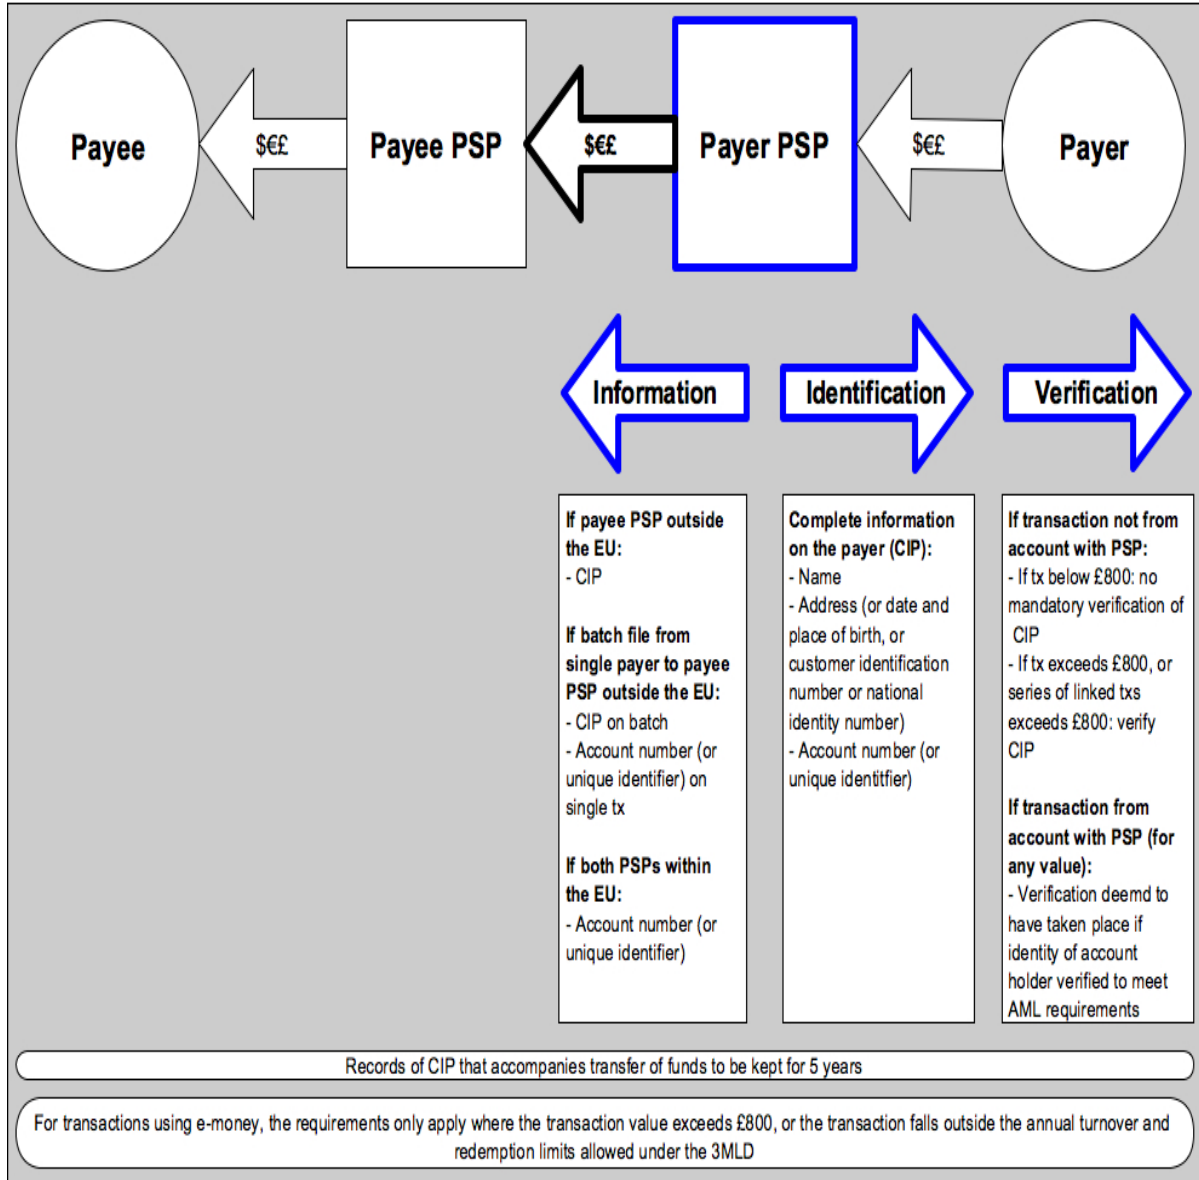 Payee
$€£
Payee PSP
$€£
Payer PSP
$€£
Payer
Information
Identification
Verification
If payee PSP outside
the EU:
- CIP
If batch file from
single payer to payee
PSP outside the EU:
- CIP on batch
- Account number (or
unique identifier) on
single tx
If both PSPs within
the EU:
- Account number (or
unique identifier)
Complete information
on the payer (CIP):
- Name
- Address (or date and
place of birth, or
customer identification
number or national
identity number)
- Account number (or
unique identitfier)
If transaction not from
account with PSP:
- If tx below £800: no
mandatory verification of
CIP
- If tx exceeds £800, or
series of linked txs
exceeds £800: verify
CIP
If transaction from
account with PSP (for
any value):
- Verification deemd to
have taken place if
identity of account
holder verified to meet
AML requirements
Records of CIP that accompanies transfer of funds to be kept for 5 years
For transactions using e-money, the requirements only apply where the transaction value exceeds £800, or the transaction falls outside the annual turnover and
redemption limits allowed under the 3MLD